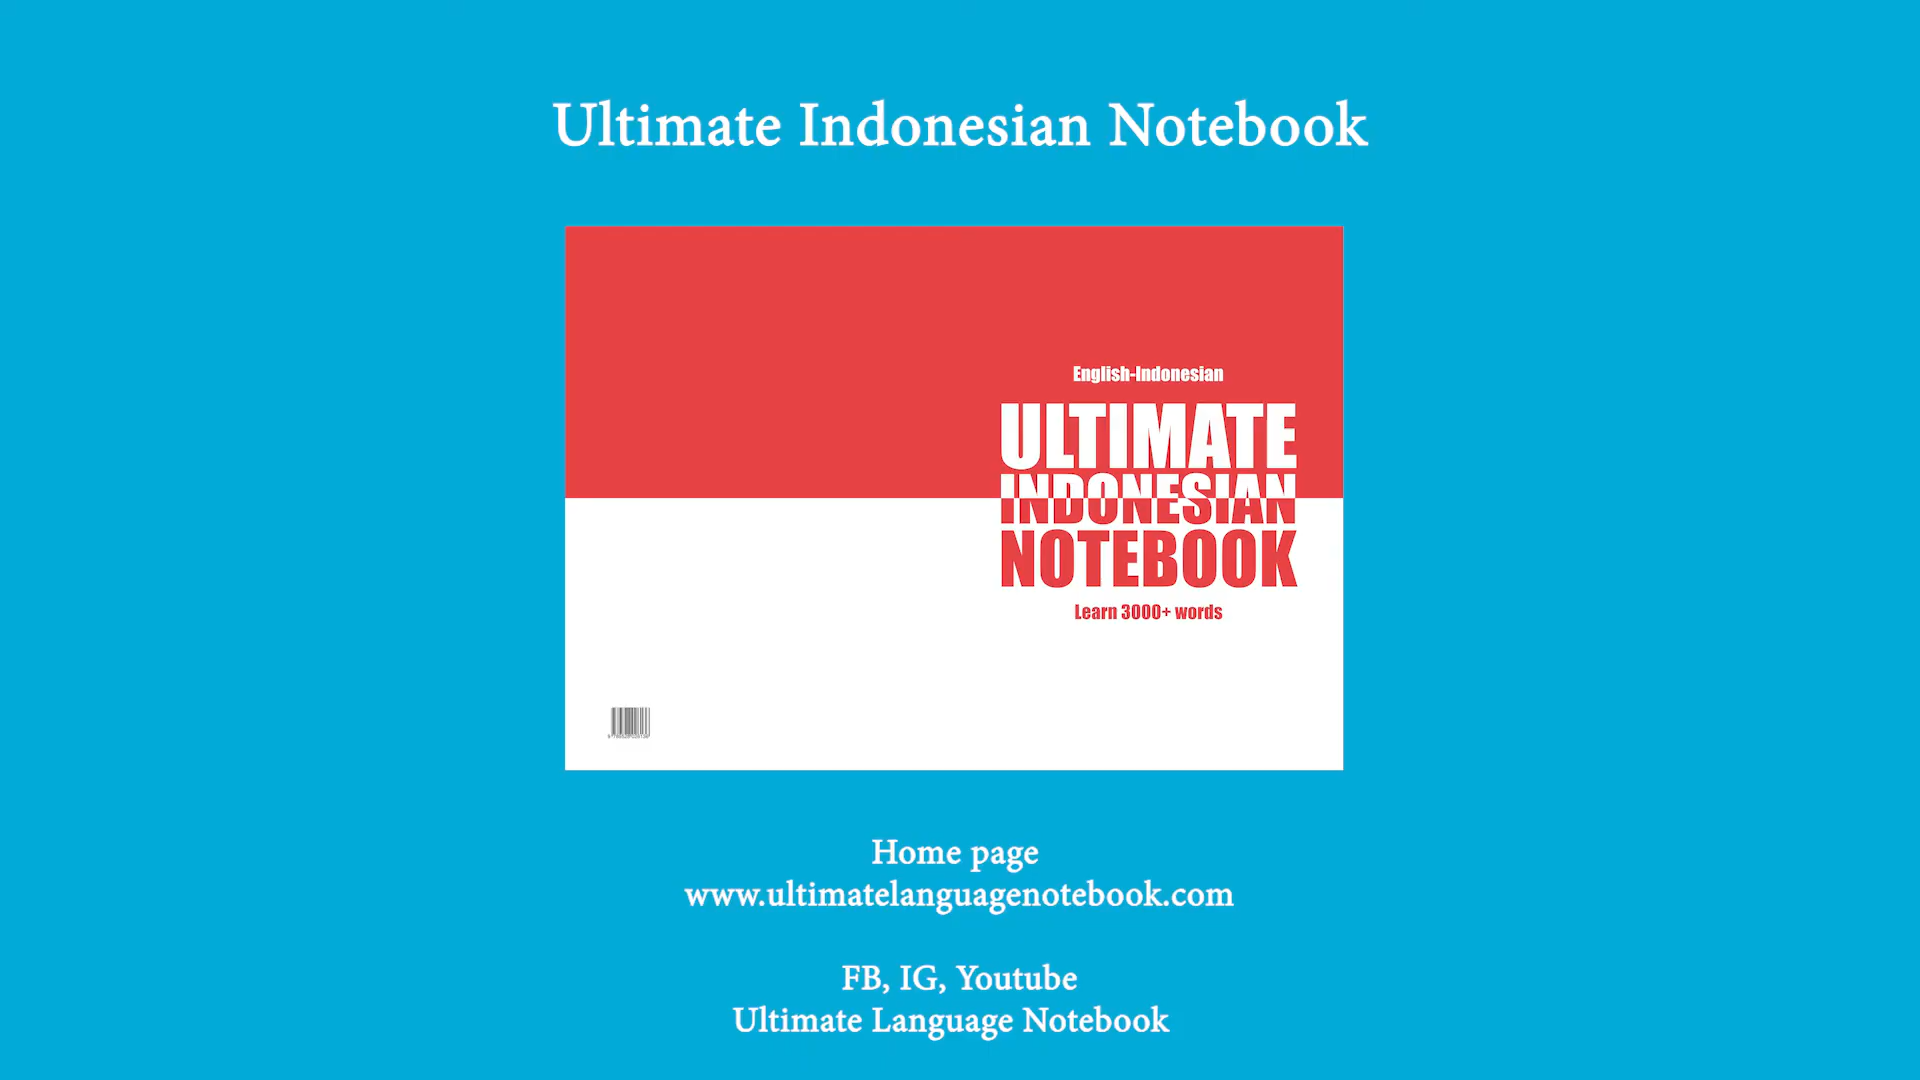 Ultimate Indonesian Notebook
English-Indonesian
ULTIMATE
INDONESIAN
NOTEBOOK
Learn 3000+ words
Home page
www.ultimatelanguagenotebook.com
FB, IG, Youtube
Ultimate Language Notebook